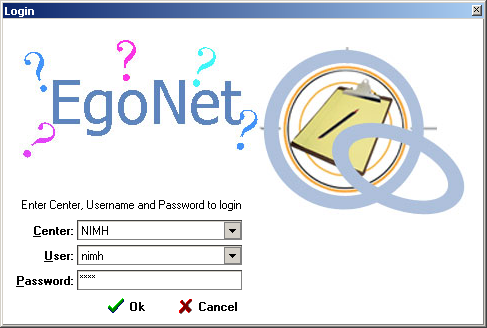 Login
? ? ? ? ?
EgoNet
Enter Center, Username and Password to login
Center: NIMH
User: nimh
Password: ****
Ok Cancel